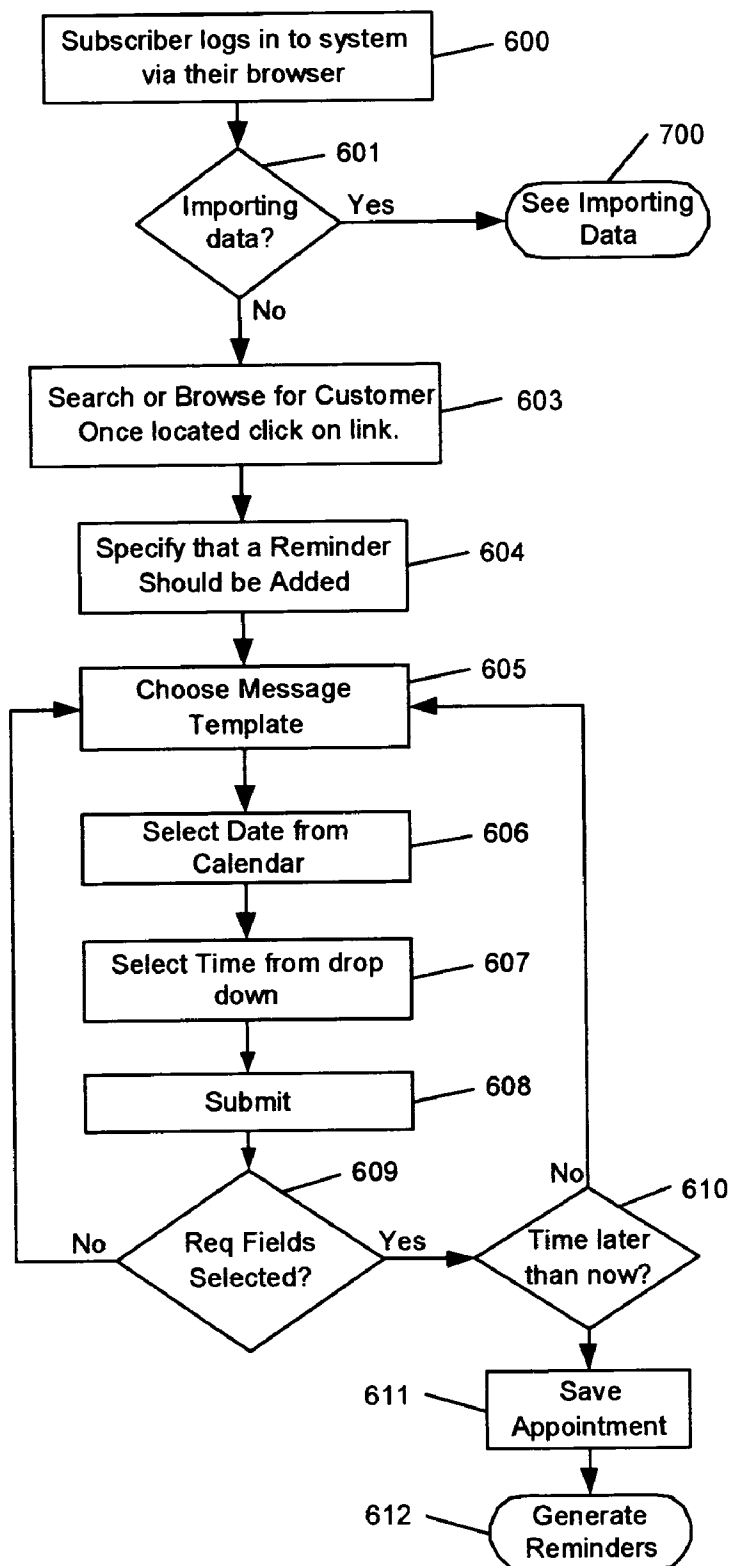 Subscriber logs in to system
via their browser
600
601
Importing
data?
Yes
700
See Importing
Data
No
Search or Browse for Customer
Once located click on link.
603
Specify that a Reminder
Should be Added
604
Choose Message
Template
605
Select Date from
Calendar
606
Select Time from drop
down
607
Submit
608
609
Req Fields
Selected?
No
Yes
No
610
Time later
than now?
611
Save
Appointment
612
Generate
Reminders